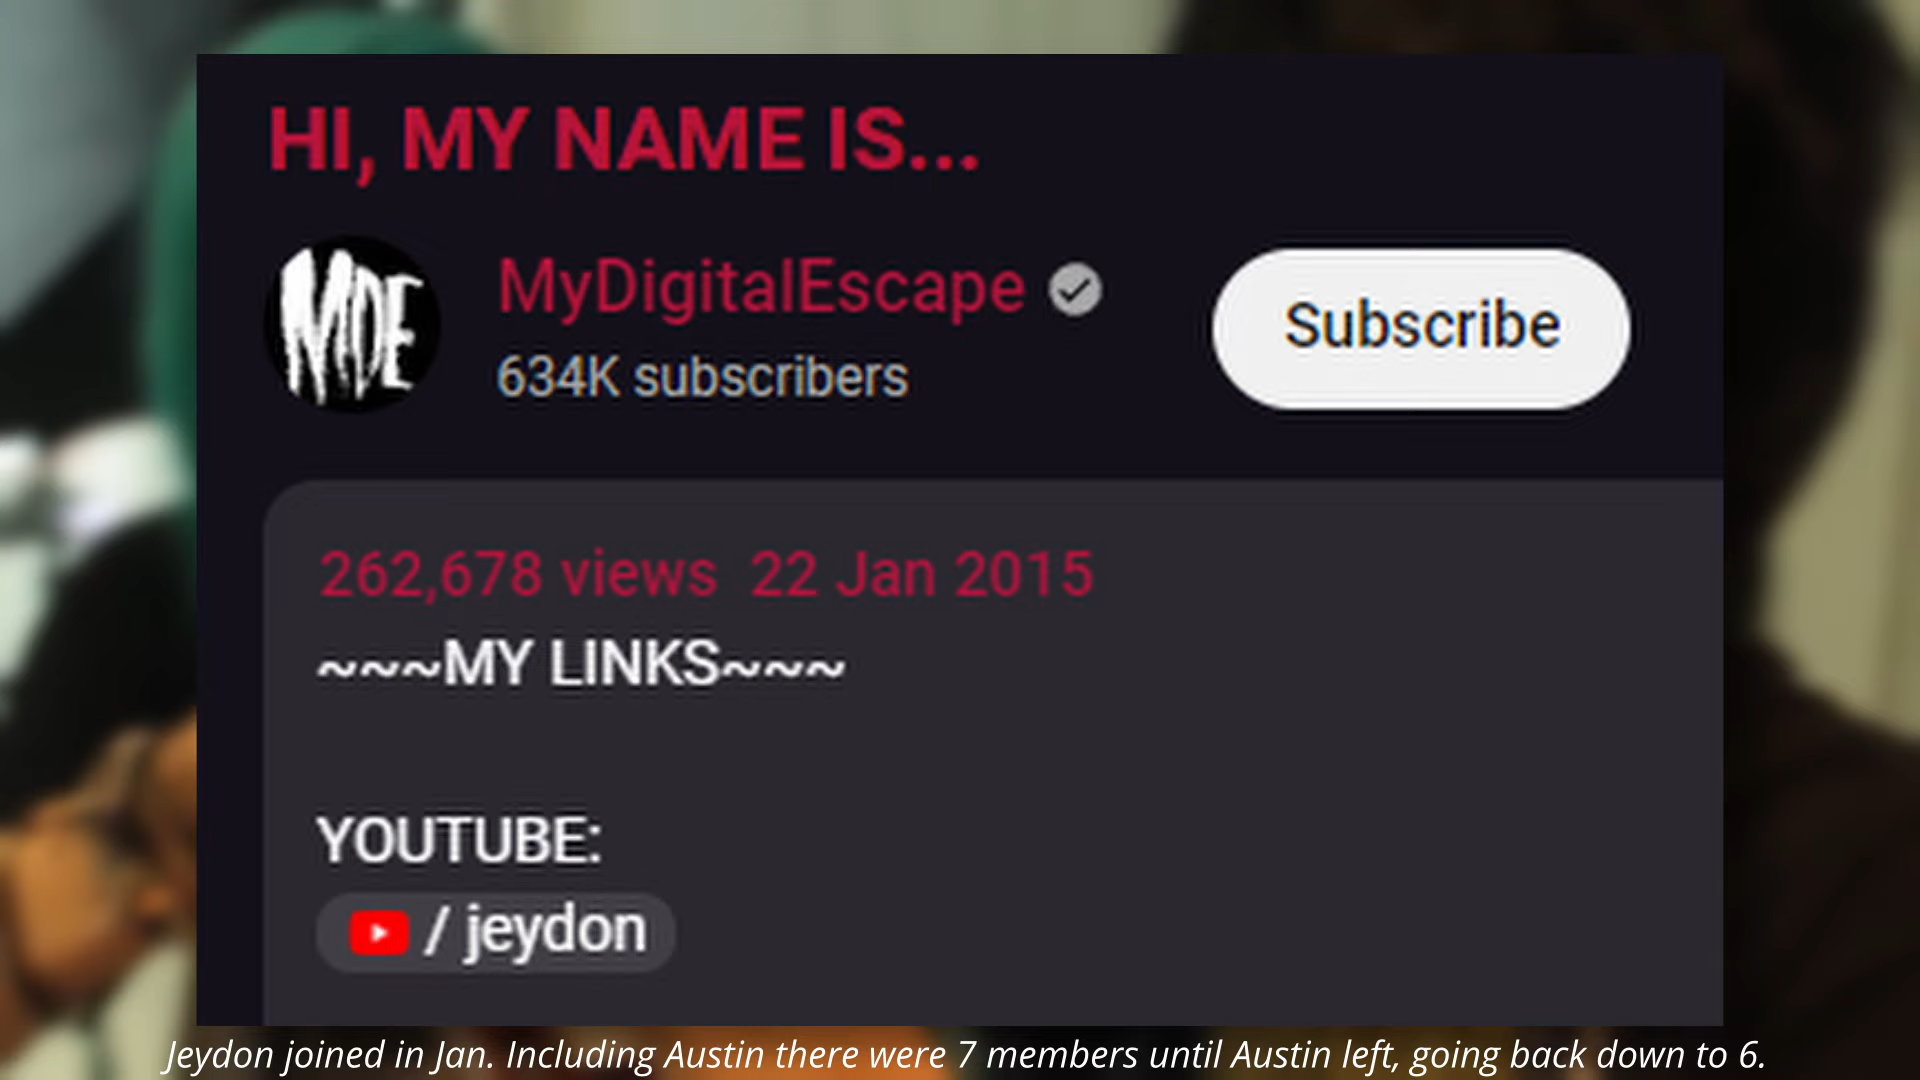 HI, MY NAME IS...
MDE
MyDigitalEscape
634K subscribers
Subscribe
262,678 views 22 Jan 2015
~~~MY LINKS~~~
YOUTUBE:
/ jeydon
Jeydon joined in Jan. Including Austin there were 7 members until Austin left, going back down to 6.